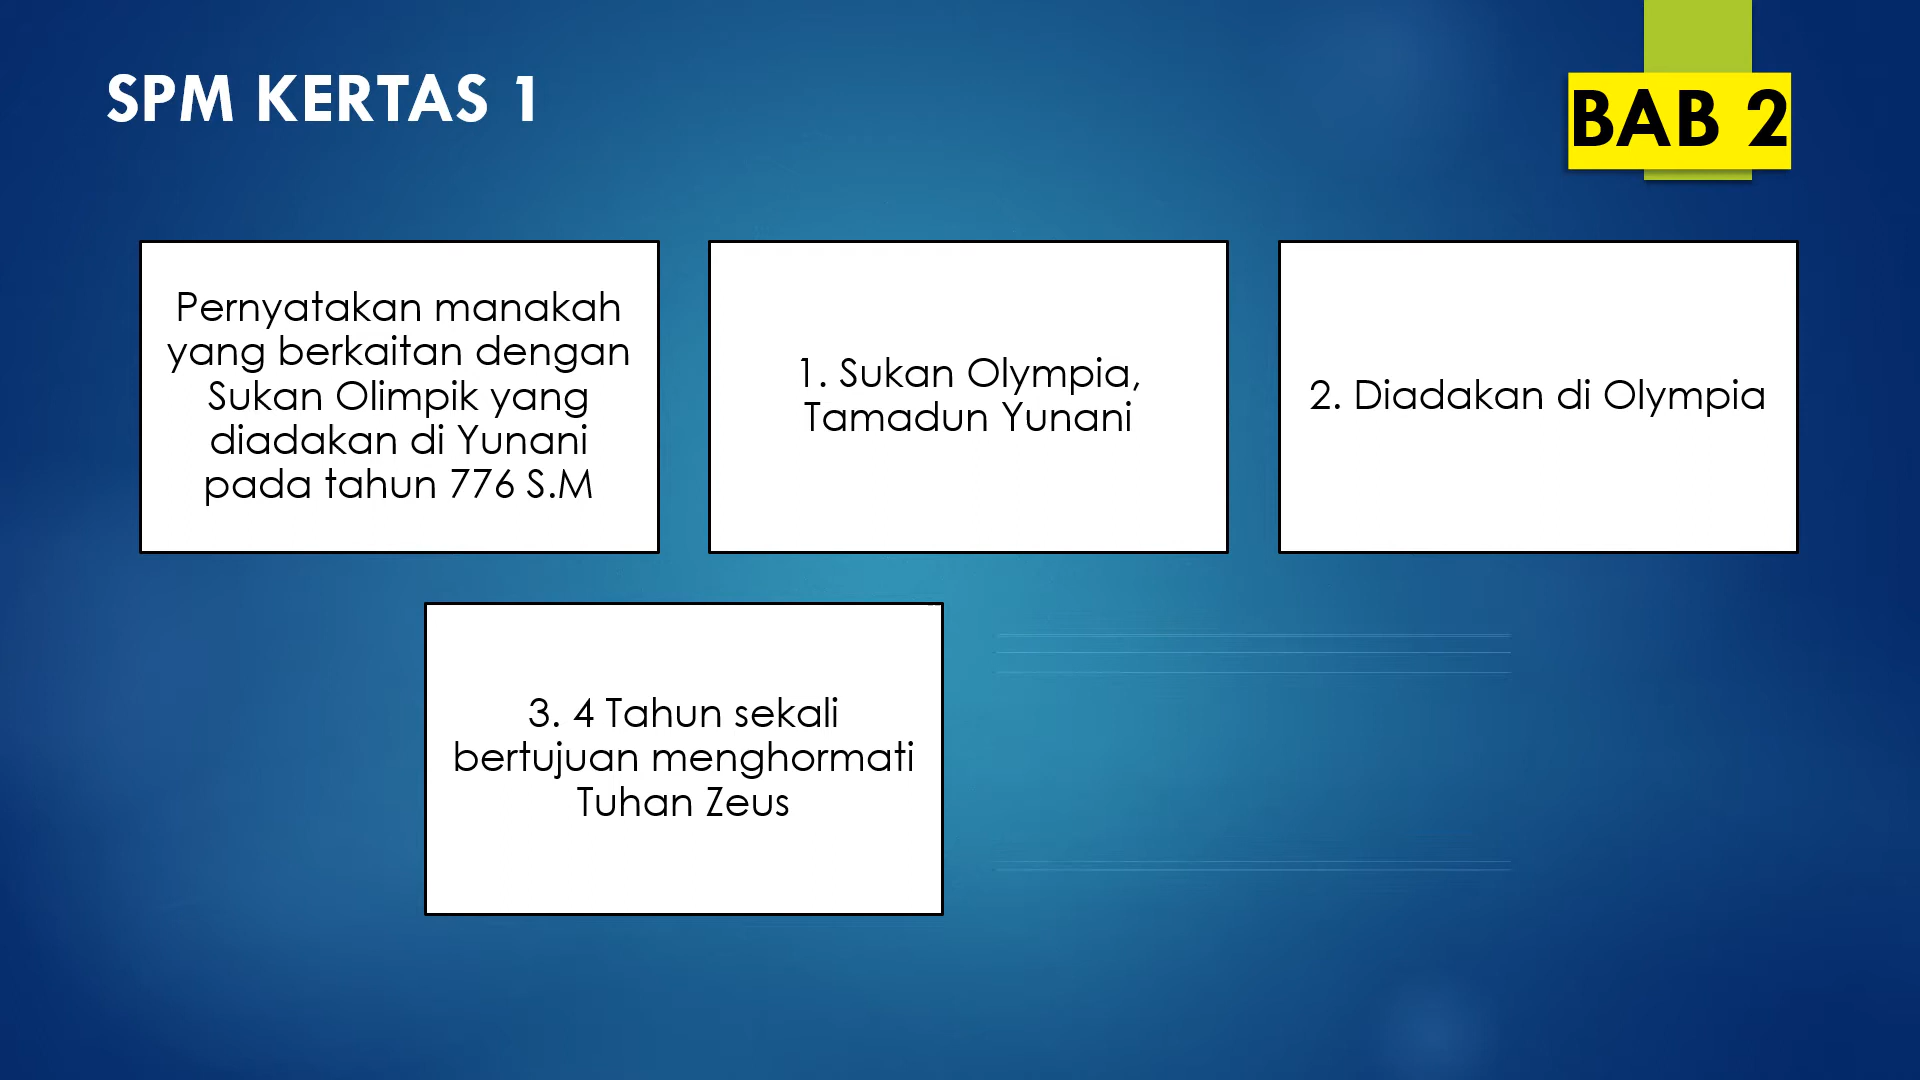 SPM KERTAS 1
BAB 2
Pernyatakan manakah
yang berkaitan dengan
Sukan Olimpik yang
diadakan di Yunani
pada tahun 776 S.M
1. Sukan Olympia,
Tamadun Yunani
2. Diadakan di Olympia
3. 4 Tahun sekali
bertujuan menghormati
Tuhan Zeus